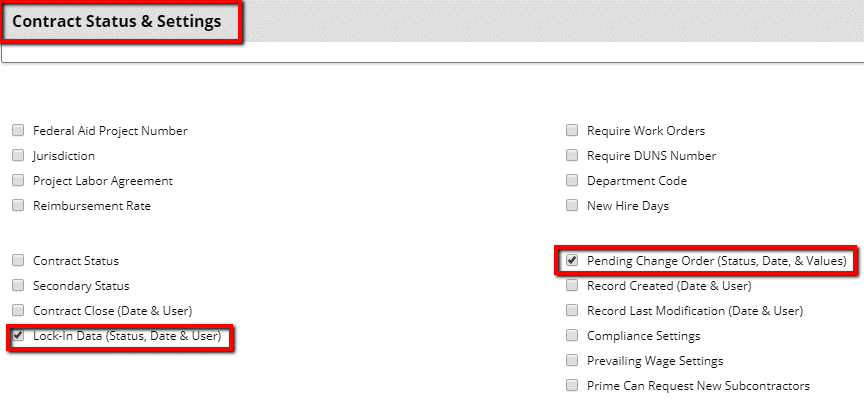 Contract Status & Settings
Federal Aid Project Number
Jurisdiction
Project Labor Agreement
Reimbursement Rate
Require Work Orders
Require DUNS Number
Department Code
New Hire Days
Contract Status
Secondary Status
Contract Close (Date & User)
Lock-In Data (Status, Date & User)
Pending Change Order (Status, Date, & Values)
Record Created (Date & User)
Record Last Modification (Date & User)
Compliance Settings
Prevailing Wage Settings
Prime Can Request New Subcontractors